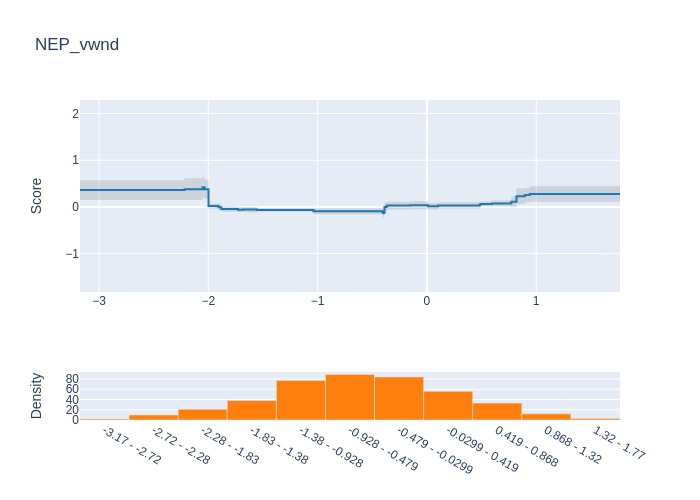 NEP_vwnd
2
1
0
−1
Score
−3
−2
−1
0
1
80
60
40
20
0
Density
-3.17 - -2.72
-2.72 - -2.28
-2.28 - -1.83
-1.83 - -1.38
-1.38 - -0.928
-0.928 - -0.479
-0.479 - -0.0299
-0.0299 - 0.419
0.419 - 0.868
0.868 - 1.32
1.32 - 1.77